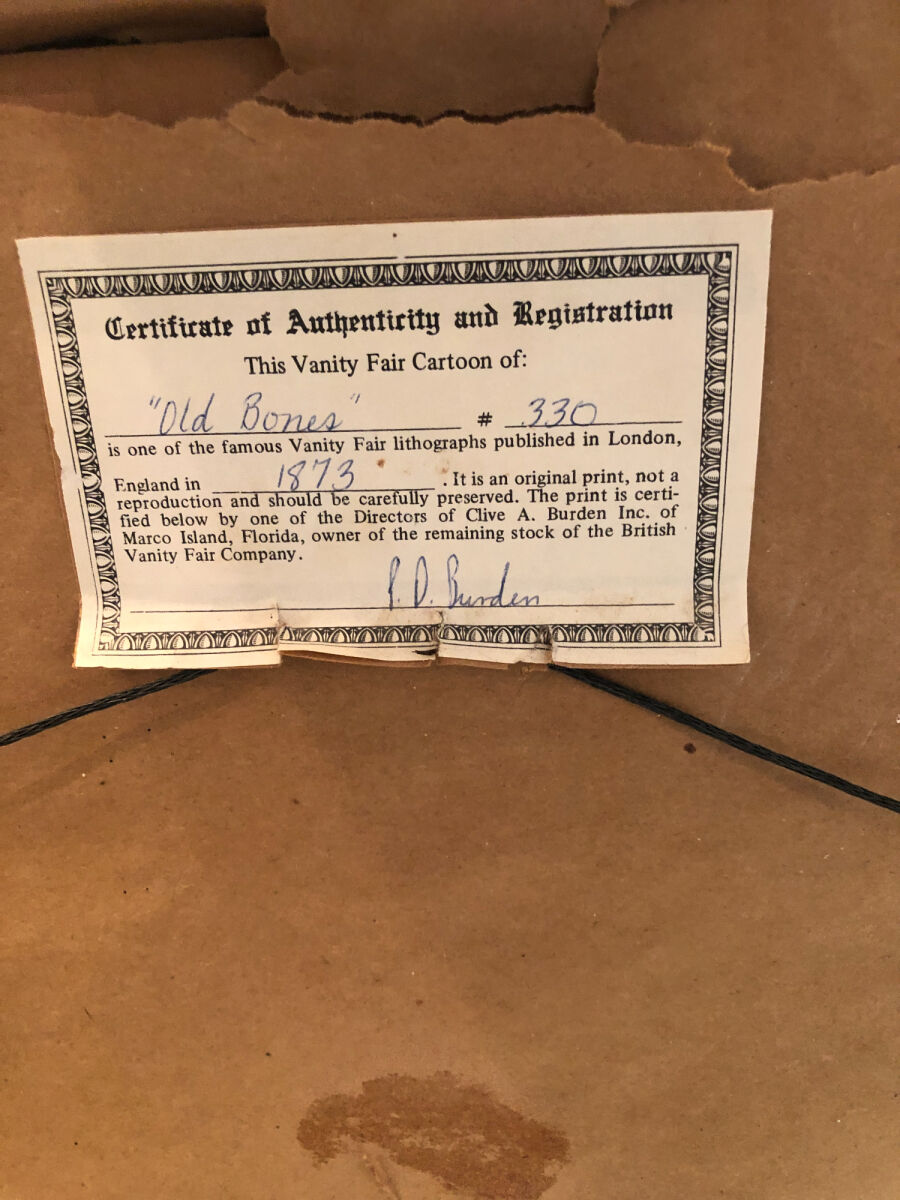 Certificate of Authenticity and Registration
This Vanity Fair Cartoon of:
"Old Bones" # 330
is one of the famous Vanity Fair lithographs published in London,
England in 1873 . It is an original print, not a
reproduction and should be carefully preserved. The print is certi-
fied below by one of the Directors of Clive A. Burden Inc. of
Marco Island, Florida, owner of the remaining stock of the British
Vanity Fair Company.
P. D. Burden